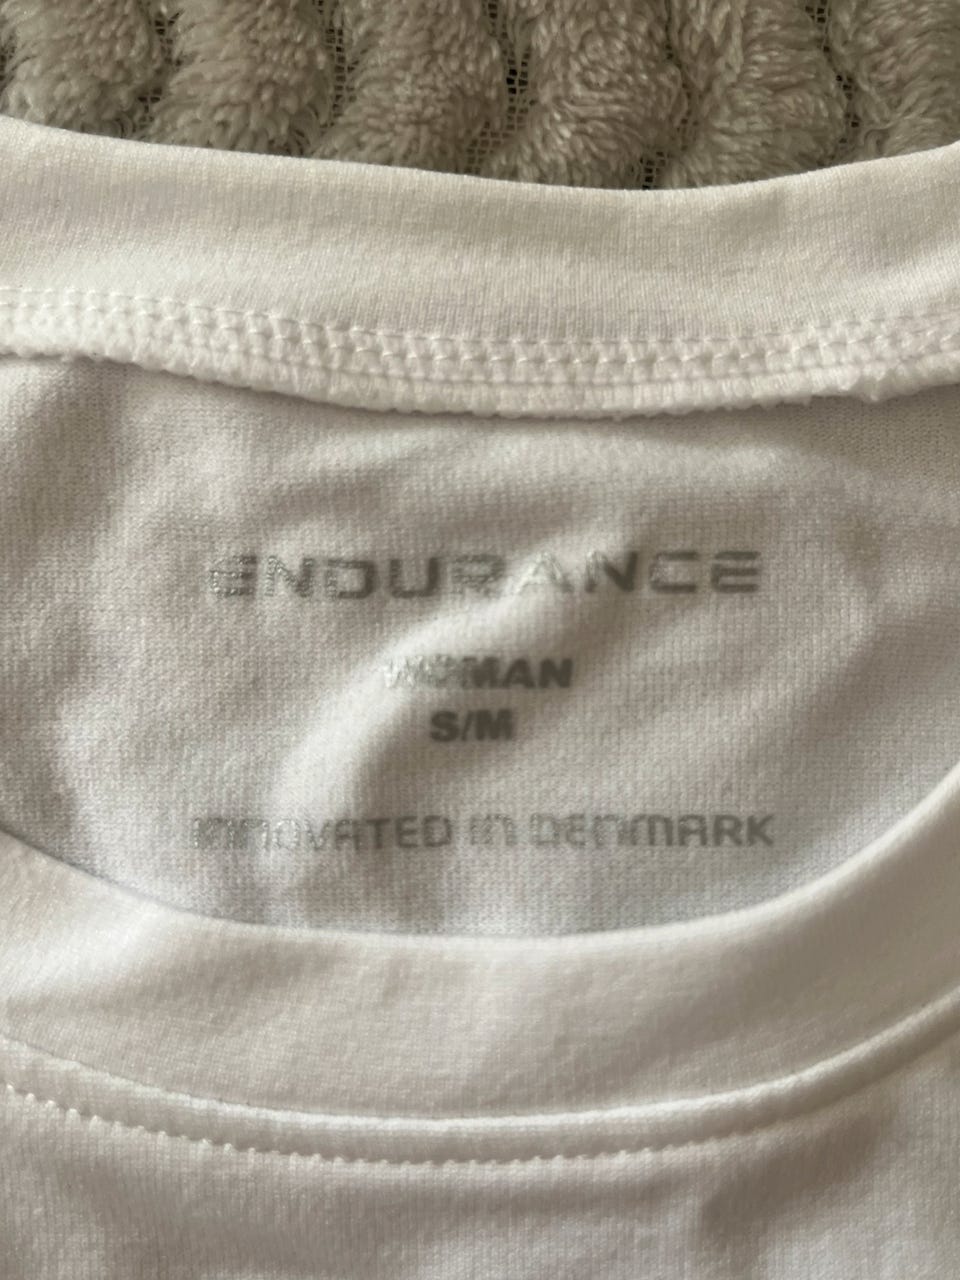 ENDURANCE
WOMAN
S/M
INNOVATED IN DENMARK